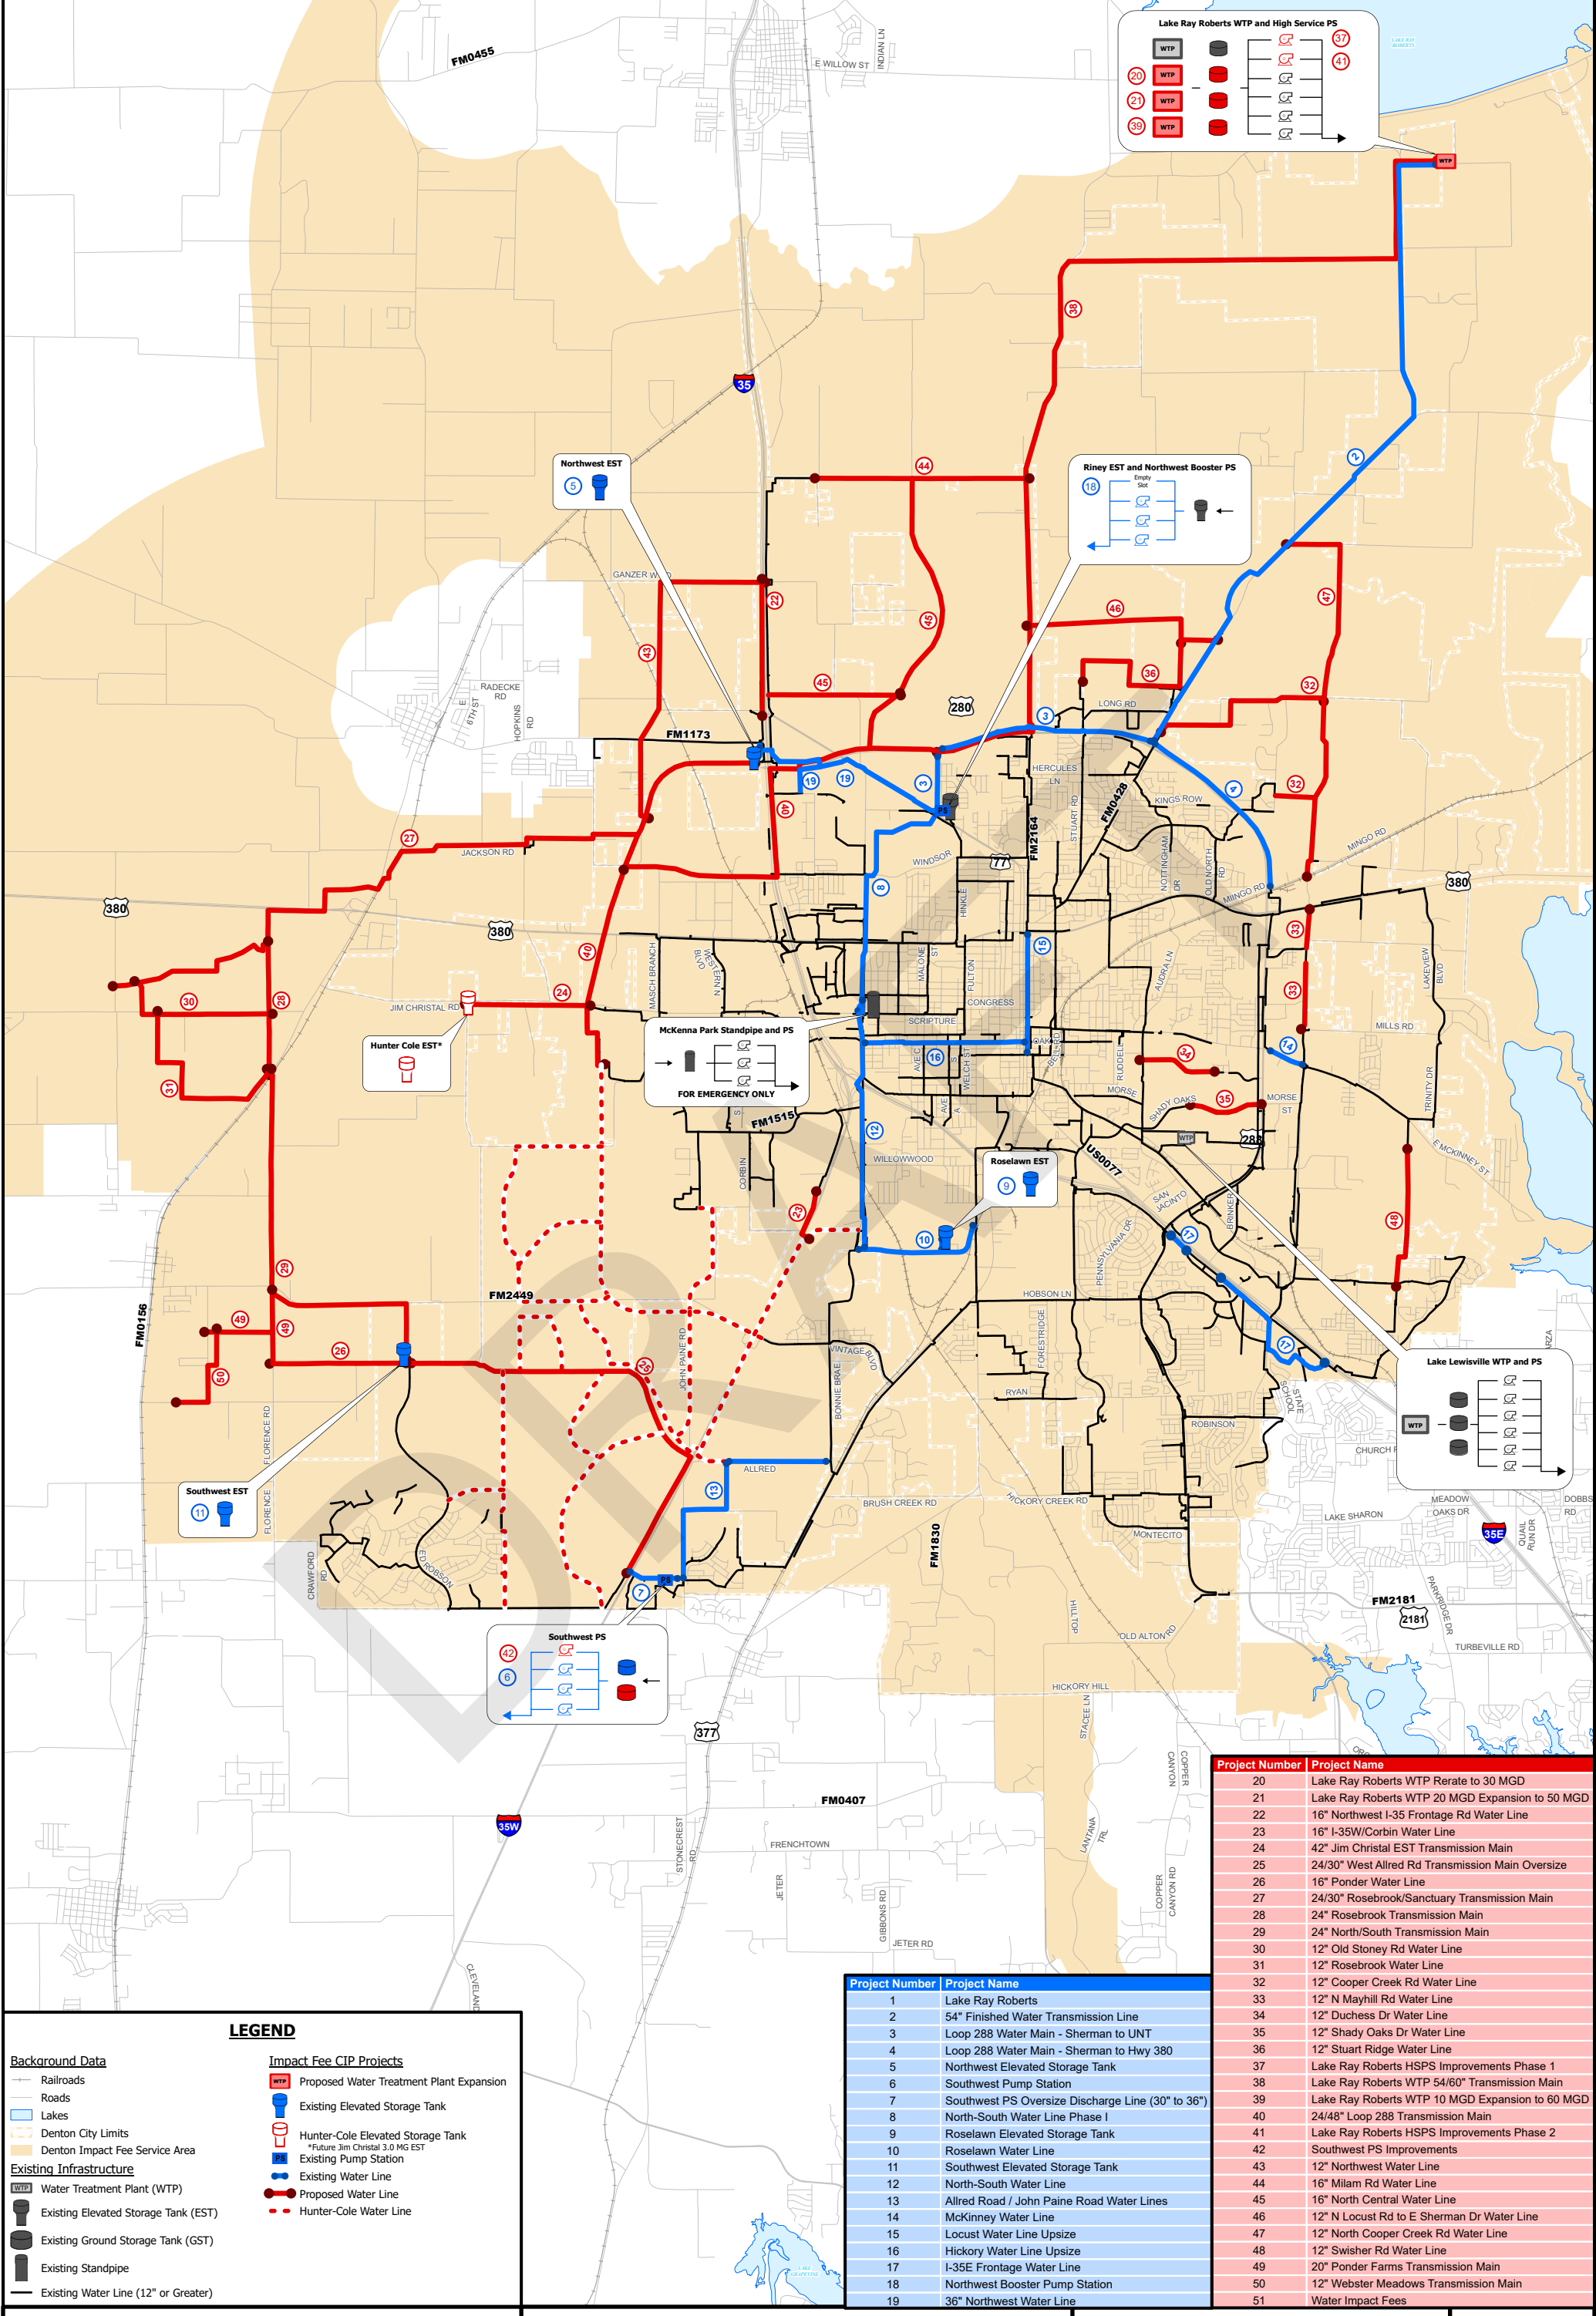 Lake Ray Roberts WTP and High Service PS
WTP
37
41
20 WTP
21 WTP
39 WTP
LAKE RAY
ROBERTS
FM0455
E WILLOW ST
INDIAN LN
WTP
38
35
Northwest EST
5
44
Riney EST and Northwest Booster PS
18
Empty
Slot
2
GANZER W
22
43
45
45
46
47
36
32
RADECKE
RD
E
6TH ST
HOPKINS
RD
280
LONG RD
3
FM1173
19
19
3
HERCULES
LN
4
32
KINGS ROW
FM0428
STUART RD
FM2164
40
27
JACKSON RD
WINDSOR
77
NOTTINGHAM
DR
OLD NORTH
RD
MINGO RD
MINGO RD
380
380
380
8
HINKLE
33
15
40
MASCH BRANCH
WESTERN
BLVD
N
MALONE
ST
FULTON
AUDRA LN
LAKEVIEW
BLVD
30
28
JIM CHRISTAL RD
24
CONGRESS
SCRIPTURE
33
MILLS RD
Hunter Cole EST*
McKenna Park Standpipe and PS
FOR EMERGENCY ONLY
OAK
16
AVE C
S
WELCH ST
BELL RD
RUDDELL
34
14
31
MORSE
SHADY OAKS
35
MORSE
ST
TRINITY DR
AVE
A
S
FM1515
12
WTP
288
E MCKINNEY ST
US0077
WILLOWWOOD
Roselawn EST
9
CORBIN
23
10
SAN
JACINTO
BRINKER
PENNSYLVANIA DR
17
48
FM0156
29
FM2449
HOBSON LN
49
49
26
50
JOHN PAINE RD
25
VINTAGE BLVD
BONNIE BRAE
FORESTRIDGE
17
RYAN
Lake Lewisville WTP and PS
WTP
STATE
SCHOOL
ROBINSON
FLORENCE RD
FLORENCE
Southwest EST
11
ALLRED
13
BRUSH CREEK RD
HICKORY CREEK RD
MONTECITO
LAKE SHARON
MEADOW
OAKS DR
DOBBS
RD
QUAIL
RUN DR
35E
CRAWFORD
RD
ED ROBSON
7
PS
FM1830
HILLTOP
FM2181
2181
PARKRIDGE DR
TURBEVILLE RD
OLD ALTON RD
Southwest PS
42
6
HICKORY HILL
STACEE LN
377
COPPER
CANYON
FM0407
35W
STONECREST
RD
FRENCHTOWN
LANTANA
TRL
JETER
GIBBONS RD
JETER RD
COPPER
CANYON RD
CLEVELAND
DRAFT
Project Number Project Name
20 Lake Ray Roberts WTP Rerate to 30 MGD
21 Lake Ray Roberts WTP 20 MGD Expansion to 50 MGD
22 16" Northwest I-35 Frontage Rd Water Line
23 16" I-35W/Corbin Water Line
24 42" Jim Christal EST Transmission Main
25 24/30" West Allred Rd Transmission Main Oversize
26 16" Ponder Water Line
27 24/30" Rosebrook/Sanctuary Transmission Main
28 24" Rosebrook Transmission Main
29 24" North/South Transmission Main
30 12" Old Stoney Rd Water Line
31 12" Rosebrook Water Line
32 12" Cooper Creek Rd Water Line
33 12" N Mayhill Rd Water Line
34 12" Duchess Dr Water Line
35 12" Shady Oaks Dr Water Line
36 12" Stuart Ridge Water Line
37 Lake Ray Roberts HSPS Improvements Phase 1
38 Lake Ray Roberts WTP 54/60" Transmission Main
39 Lake Ray Roberts WTP 10 MGD Expansion to 60 MGD
40 24/48" Loop 288 Transmission Main
41 Lake Ray Roberts HSPS Improvements Phase 2
42 Southwest PS Improvements
43 12" Northwest Water Line
44 16" Milam Rd Water Line
45 16" North Central Water Line
46 12" N Locust Rd to E Sherman Dr Water Line
47 12" North Cooper Creek Rd Water Line
48 12" Swisher Rd Water Line
49 20" Ponder Farms Transmission Main
50 12" Webster Meadows Transmission Main
51 Water Impact Fees
Project Number Project Name
1 Lake Ray Roberts
2 54" Finished Water Transmission Line
3 Loop 288 Water Main - Sherman to UNT
4 Loop 288 Water Main - Sherman to Hwy 380
5 Northwest Elevated Storage Tank
6 Southwest Pump Station
7 Southwest PS Oversize Discharge Line (30" to 36")
8 North-South Water Line Phase I
9 Roselawn Elevated Storage Tank
10 Roselawn Water Line
11 Southwest Elevated Storage Tank
12 North-South Water Line
13 Allred Road / John Paine Road Water Lines
14 McKinney Water Line
15 Locust Water Line Upsize
16 Hickory Water Line Upsize
17 I-35E Frontage Water Line
18 Northwest Booster Pump Station
19 36" Northwest Water Line
LEGEND
Background Data
Railroads
Roads
Lakes
Denton City Limits
Denton Impact Fee Service Area
Existing Infrastructure
WTP Water Treatment Plant (WTP)
Existing Elevated Storage Tank (EST)
Existing Ground Storage Tank (GST)
Existing Standpipe
Existing Water Line (12" or Greater)
Impact Fee CIP Projects
WTP Proposed Water Treatment Plant Expansion
Existing Elevated Storage Tank
Hunter-Cole Elevated Storage Tank
*Future Jim Christal 3.0 MG EST
PS Existing Pump Station
Existing Water Line
Proposed Water Line
Hunter-Cole Water Line